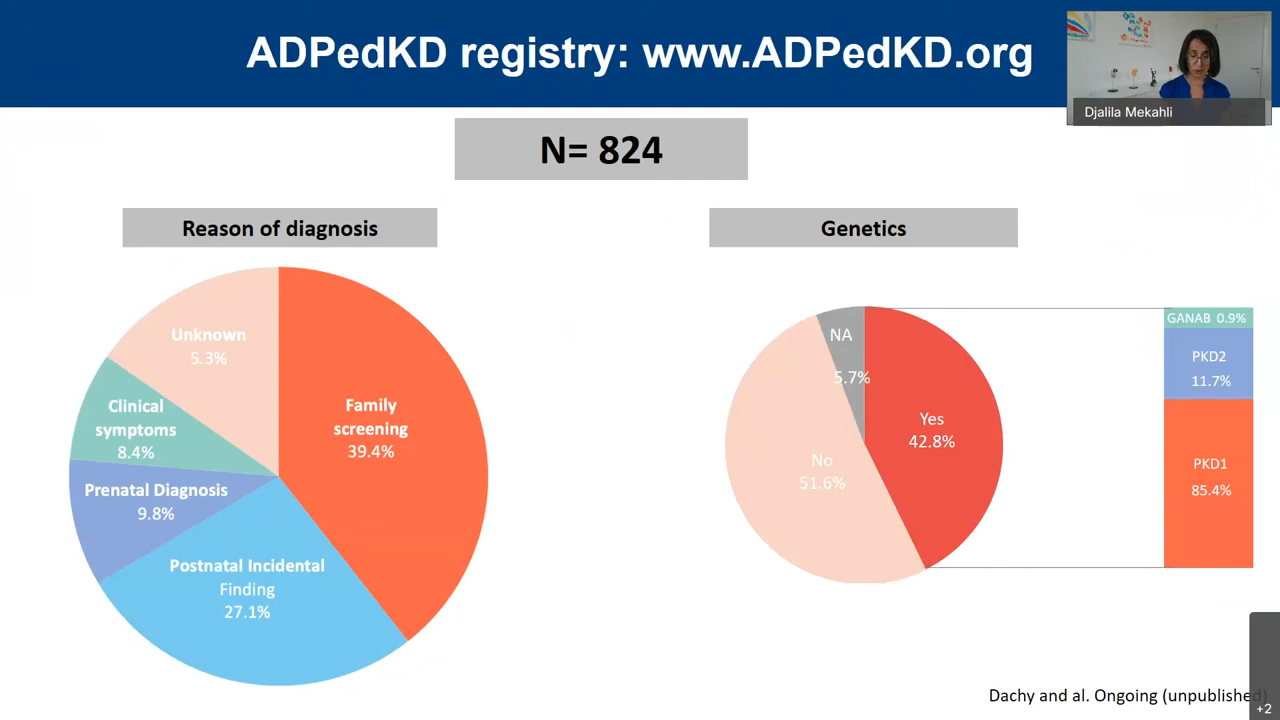 ADPedKD registry: www.ADPedKD.org
Djalila Mekahli
N= 824
Reason of diagnosis
Unknown
5.3%
Clinical
symptoms
8.4%
Prenatal Diagnosis
9.8%
Postnatal Incidental
Finding
27.1%
Family
screening
39.4%
Genetics
NA
5.7%
Yes
42.8%
No
51.6%
GANAB 0.9%
PKD2
11.7%
PKD1
85.4%
Dachy and al. Ongoing (unpublished)
+2